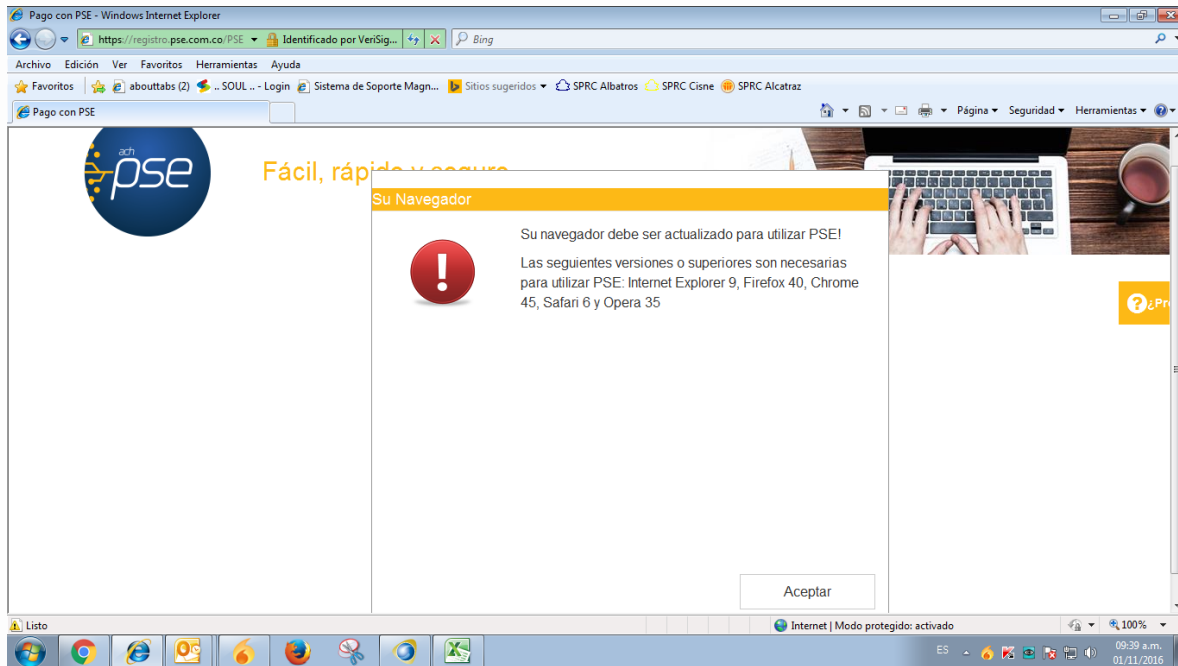 Pago con PSE - Windows Internet Explorer
https://registro.pse.com.co/PSE Identificado por VeriSig... Bing
Archivo Edición Ver Favoritos Herramientas Ayuda
Favoritos abouttabs (2) .. SOUL .. - Login Sistema de Soporte Magn... Sitios sugeridos SPRC Albatros SPRC Cisne SPRC Alcatraz
Pago con PSE Página Seguridad Herramientas
ach
pse
Fácil, rápido y seguro
Su Navegador
Su navegador debe ser actualizado para utilizar PSE!
Las seguientes versiones o superiores son necesarias
para utilizar PSE: Internet Explorer 9, Firefox 40, Chrome
45, Safari 6 y Opera 35
¿Pr
Aceptar
Listo Internet | Modo protegido: activado 100%
ES 09:39 a.m.
01/11/2016